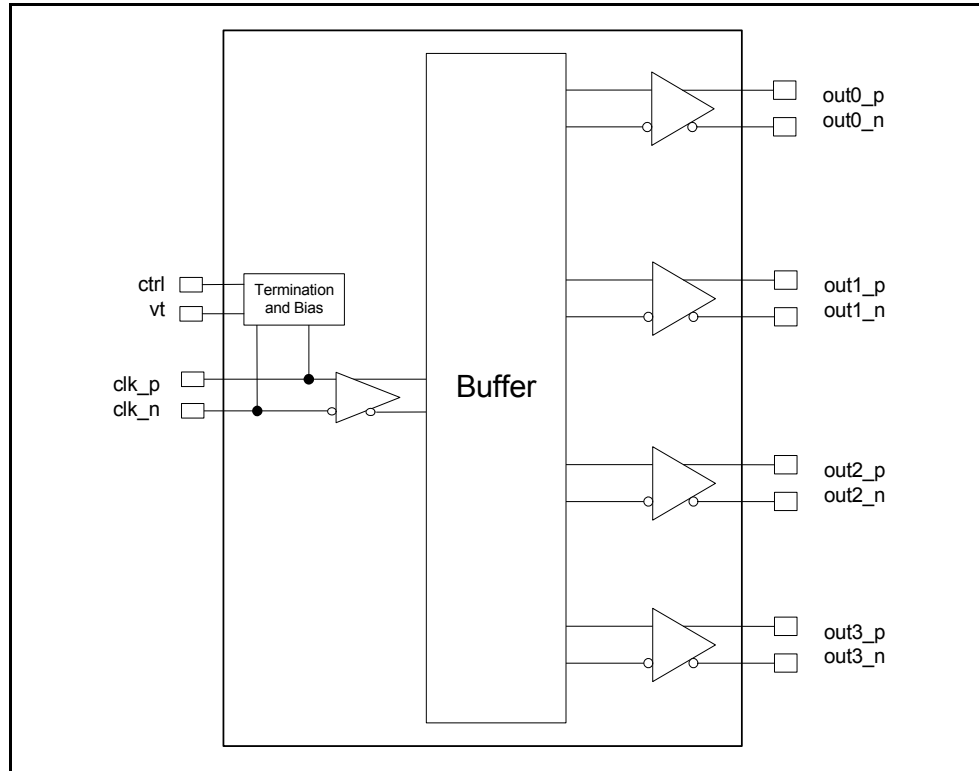 out0_p
out0_n
ctrl
vt
Termination
and Bias
out1_p
out1_n
clk_p
clk_n
Buffer
out2_p
out2_n
out3_p
out3_n